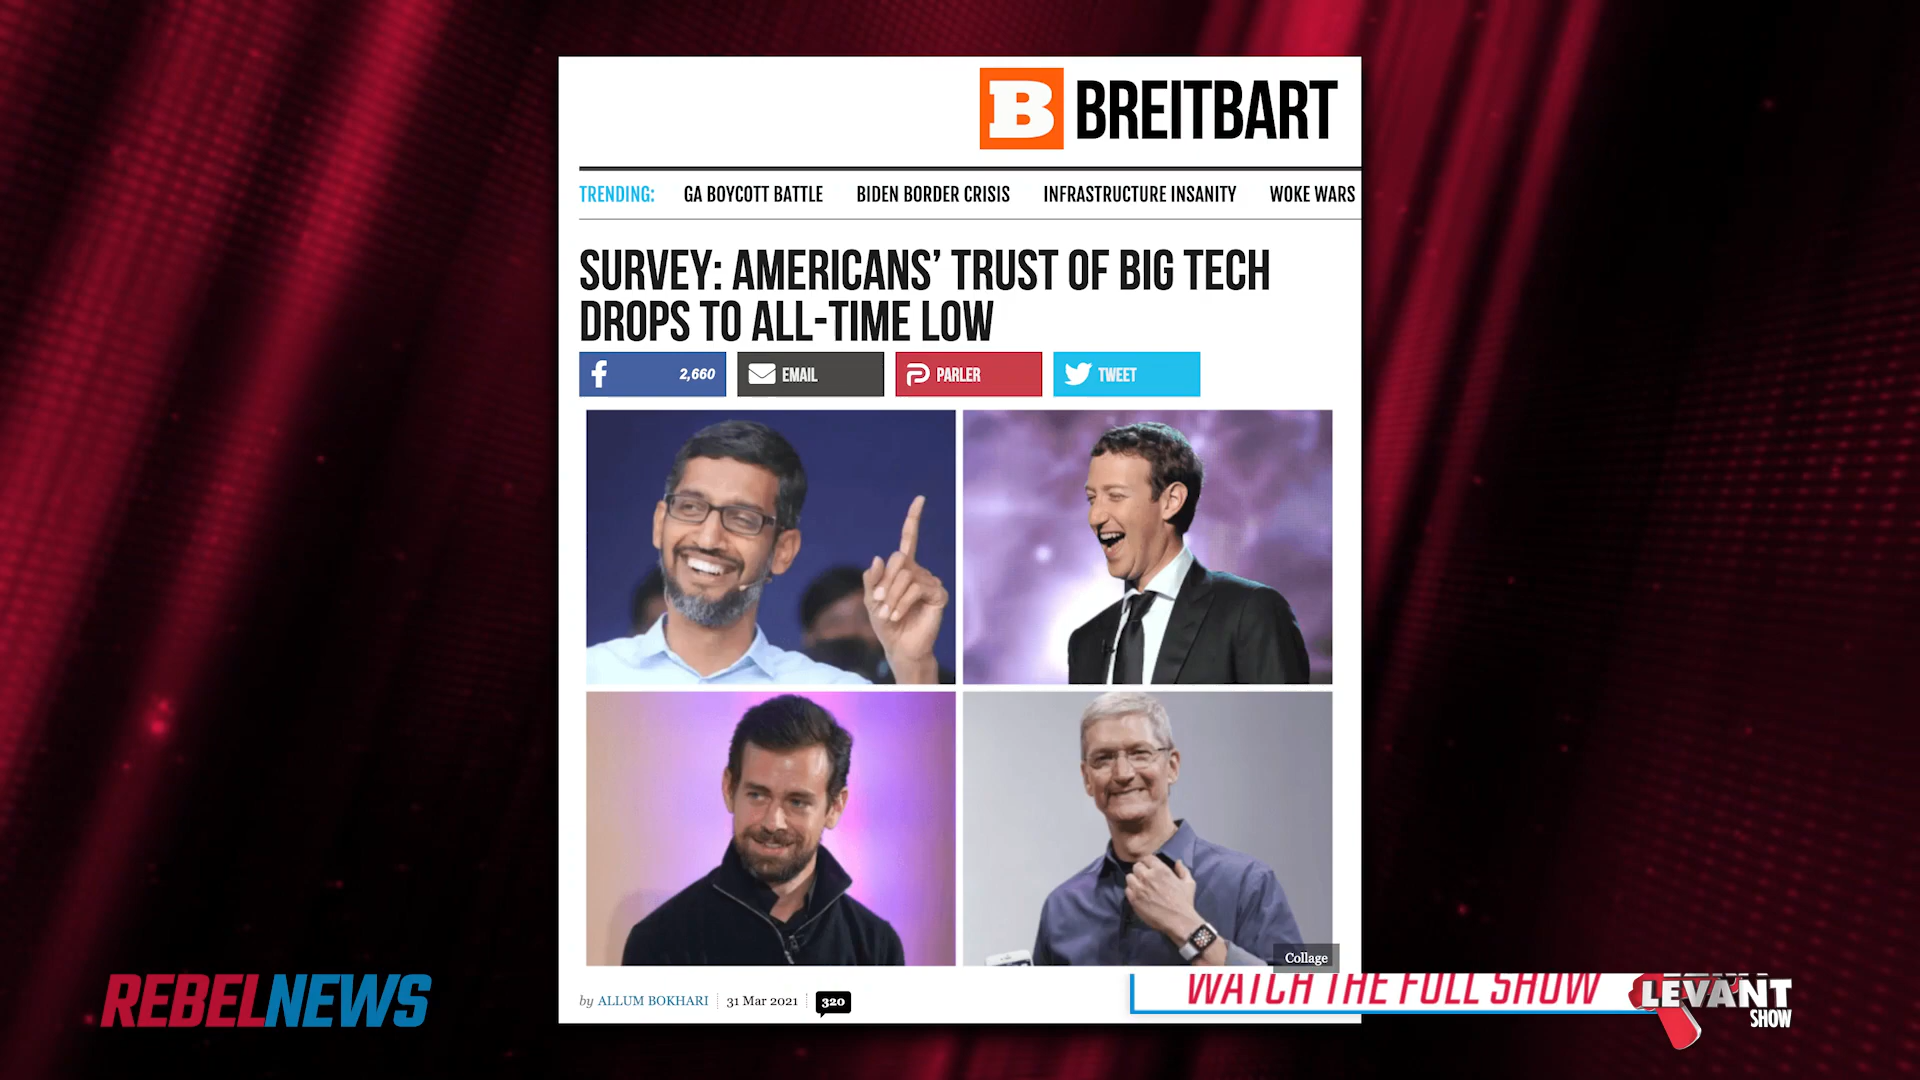 B BREITBART
TRENDING: GA BOYCOTT BATTLE BIDEN BORDER CRISIS INFRASTRUCTURE INSANITY WOKE WARS
SURVEY: AMERICANS' TRUST OF BIG TECH
DROPS TO ALL-TIME LOW
f 2,660 EMAIL PARLER TWEET
Collage
by ALLUM BOKHARI 31 Mar 2021 320
REBELNEWS
WATCH THE FULL SHOW
LEVANT
SHOW